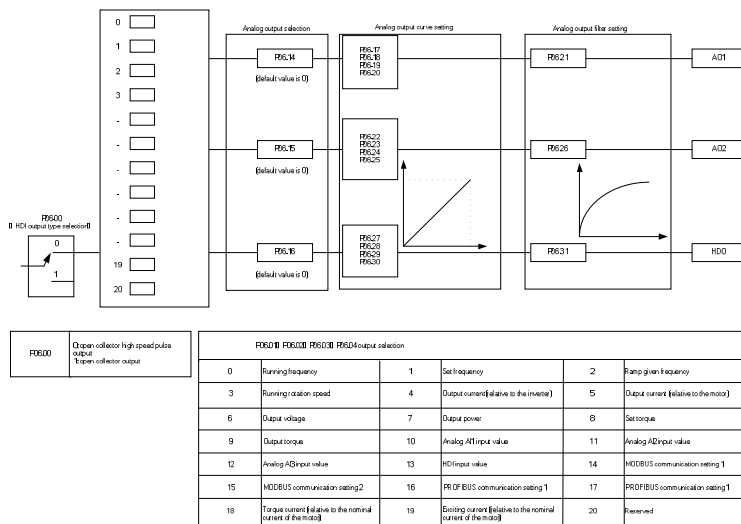 0
Analog output selection
Analog output curve setting
Analog output filter setting
1
P06.14
P06.17
P06.18
P06.19
P06.20
P06.21
AO1
2
(default value is 0)
3
-
-
P06.15
P06.22
P06.23
P06.24
P06.25
P06.26
AO2
-
(default value is 0)
-
-
P06.00
HDI output type selection
-
0
P06.16
P06.27
P06.28
P06.29
P06.30
P06.31
HDO
19
1
(default value is 0)
20
P06.00
0:open collector high speed pulse
output
1:open collector output
P06.01 P06.02 P06.03 P06.04 output selection
0 Running frequency 1 Set frequency 2 Ramp given frequency
3 Running rotation speed 4 Output current(relative to the inverter) 5 Output current (relative to the motor)
6 Output voltage 7 Output power 8 Set torque
9 Output torque 10 Analog AI1 input value 11 Analog AI2 input value
12 Analog AI3 input value 13 HDI input value 14 MODBUS communication setting 1
15 MODBUS communication setting 2 16 PROFIBUS communication setting 1 17 PROFIBUS communication setting 1
18 Torque current (relative to the nominal
current of the motor) 19 Exciting current (relative to the nominal
current of the motor) 20 Reserved